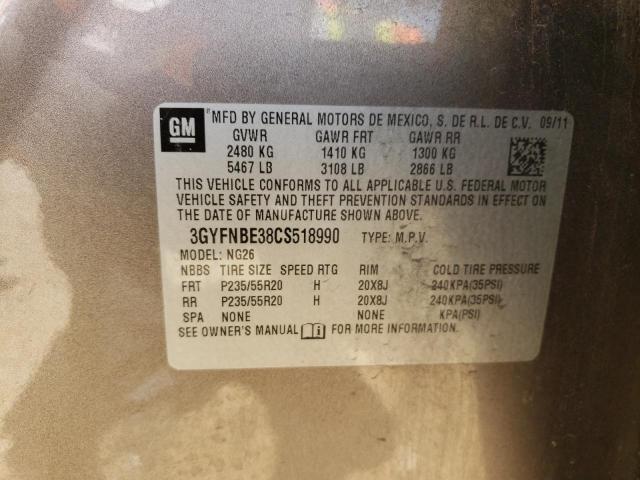 GM
MFD BY GENERAL MOTORS DE MEXICO, S. DE R.L. DE C.V. 09/11
GVWR GAWR FRT GAWR RR
2480 KG 1410 KG 1300 KG
5467 LB 3108 LB 2866 LB
THIS VEHICLE CONFORMS TO ALL APPLICABLE U.S. FEDERAL MOTOR
VEHICLE SAFETY AND THEFT PREVENTION STANDARDS IN EFFECT ON
THE DATE OF MANUFACTURE SHOWN ABOVE.
3GYFNBE38CS518990 TYPE: M.P.V.
MODEL: NG26
NBBS TIRE SIZE SPEED RTG RIM COLD TIRE PRESSURE
FRT P235/55R20 H 20X8J 240KPA(35PSI)
RR P235/55R20 H 20X8J 240KPA(35PSI)
SPA NONE NONE KPA(PSI)
SEE OWNER'S MANUAL FOR MORE INFORMATION.